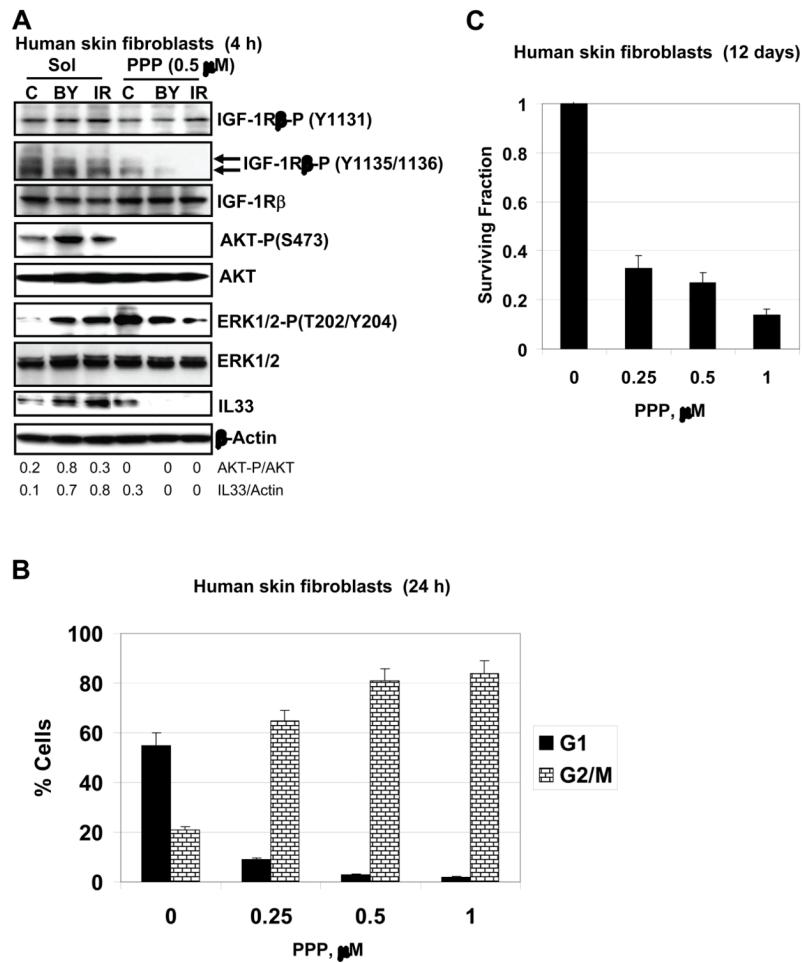 A
Human skin fibroblasts (4 h)
Sol PPP (0.5 μM)
C BY IR C BY IR
IGF-1Rβ-P (Y1131)
IGF-1Rβ-P (Y1135/1136)
IGF-1Rβ
AKT-P(S473)
AKT
ERK1/2-P(T202/Y204)
ERK1/2
IL33
β-Actin
0.2 0.8 0.3 0 0 0 AKT-P/AKT
0.1 0.7 0.8 0.3 0 0 IL33/Actin
C
Human skin fibroblasts (12 days)
Surviving Fraction
1
0.8
0.6
0.4
0.2
0
0 0.25 0.5 1
PPP, μM
B
Human skin fibroblasts (24 h)
% Cells
100
80
60
40
20
0
0 0.25 0.5 1
PPP, μM
G1
G2/M